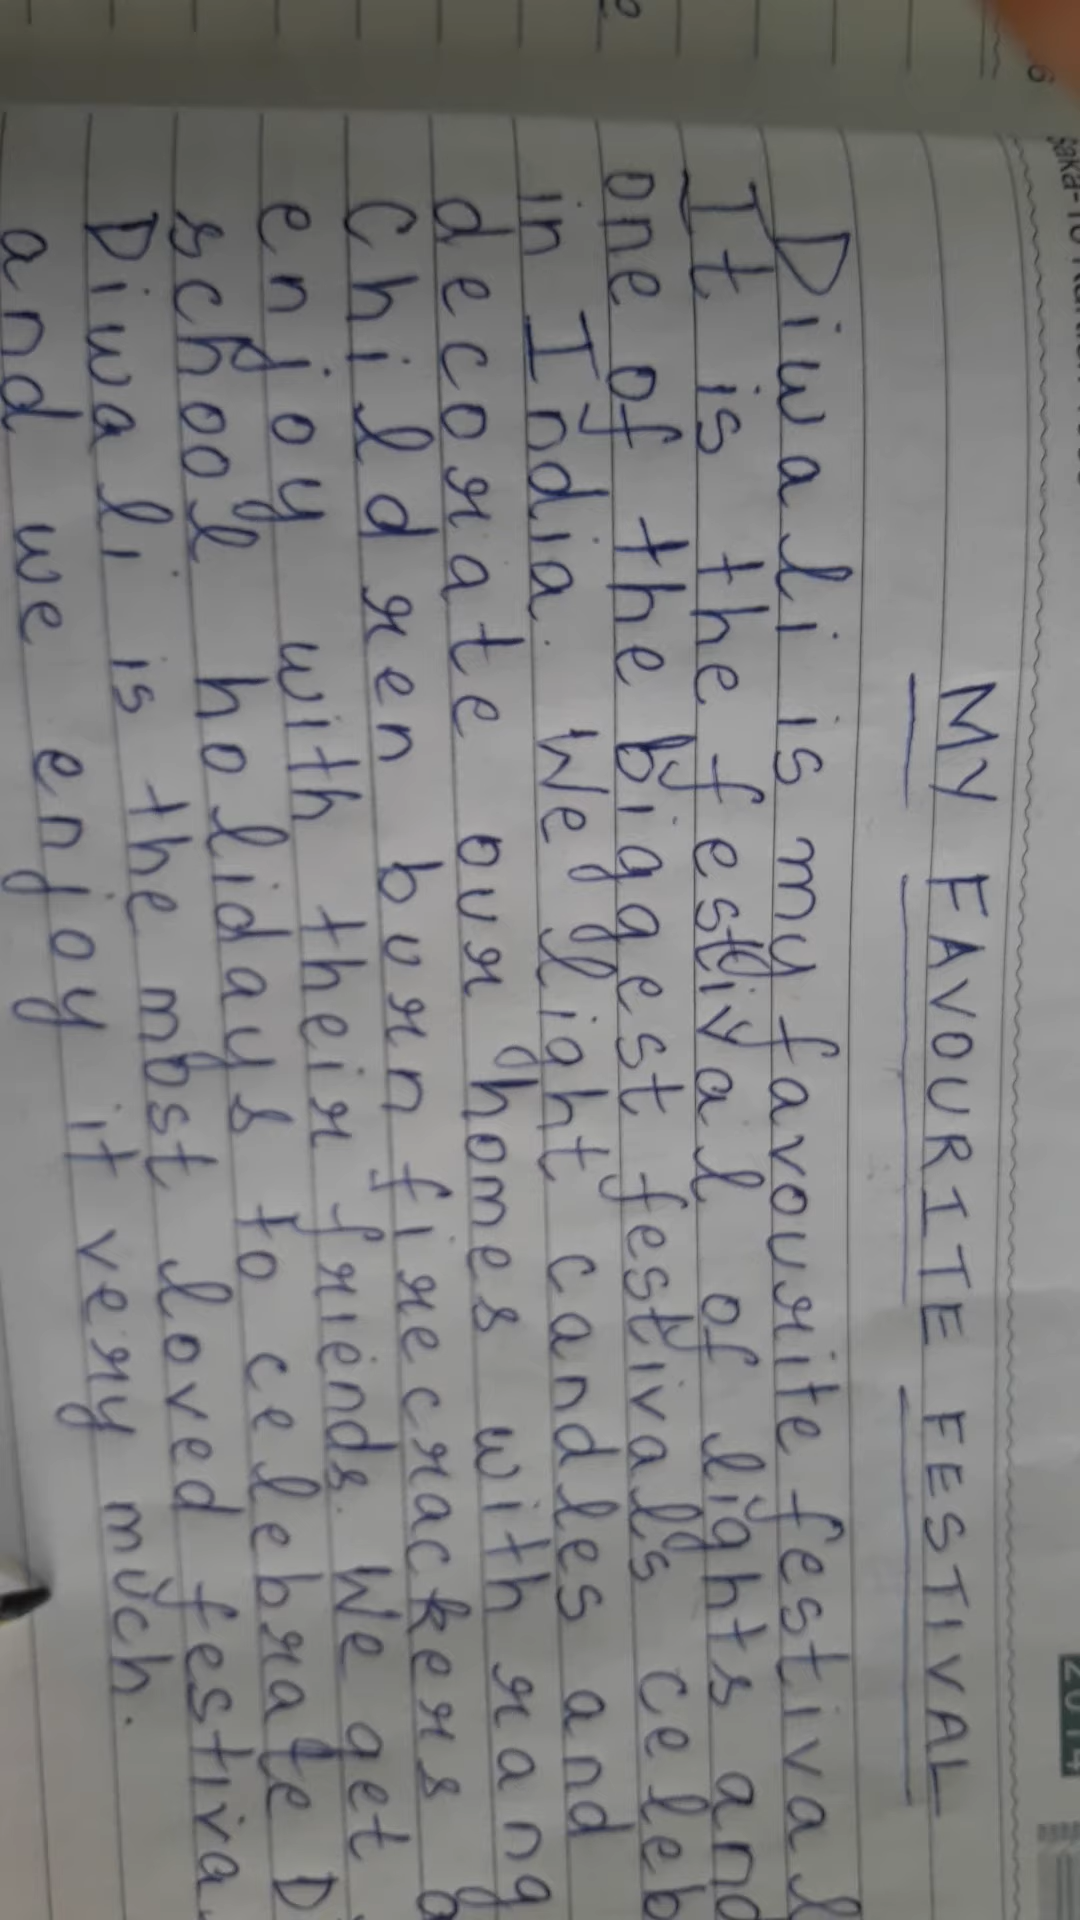 2014
MY FAVOURITE FESTIVAL
Diwali is my favourite festival
It is the festival of lights and
one of the biggest festivals celeb
in India. We light candles and
decorate our homes with rang
Children burn firecrackers a
enjoy with their friends. We get
school holidays to celebrate D
Diwali is the most loved festiva
and we enjoy it very much.